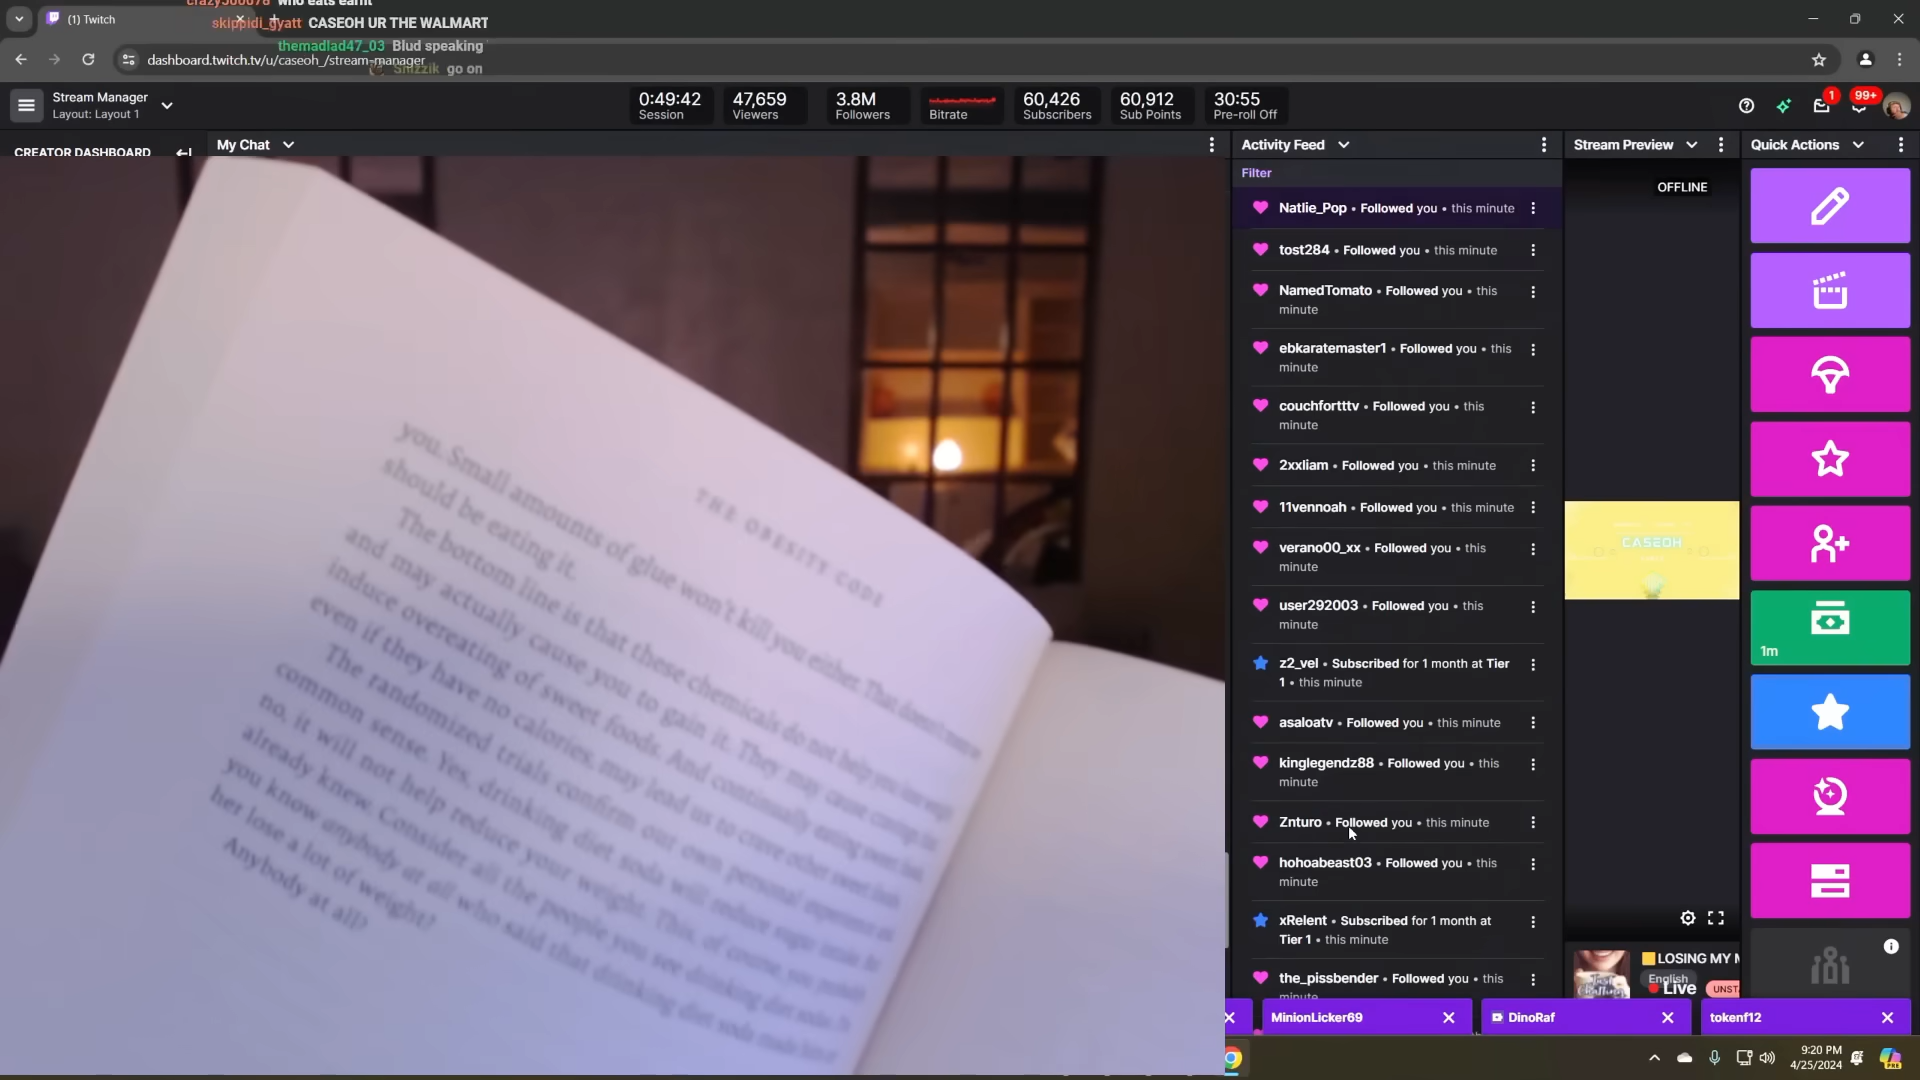 (1) Twitch
who eats earnt
skippidi_gyatt CASEOH UR THE WALMART
themadlad47_03 Blud speaking
dashboard.twitch.tv/u/caseoh_/stream-manager
go on
Stream Manager
Layout: Layout 1
0:49:42
Session
47,659
Viewers
3.8M
Followers
Bitrate
60,426
Subscribers
60,912
Sub Points
30:55
Pre-roll Off
1
99+
CREATOR DASHBOARD
My Chat
THE OBESITY CODE
you. Small amounts of glue won't kill you either. That doesn't mean
should be eating it.
The bottom line is that these chemicals do not help you lose weight
and may actually cause you to gain it. They may cause
induce overeating of sweet foods. And continually eating
even if they have no calories, may lead us to crave other sweet
The randomized trials confirm our own personal experience
common sense. Yes, drinking diet soda will reduce sugar
no, it will not help reduce your weight. This, of course, you
already knew. Consider all the people you see drinking diet soda.
you know anybody at all who said that drinking diet soda made
her lose a lot of weight?
Anybody at all?
Activity Feed
Filter
Natlie_Pop • Followed you • this minute
tost284 • Followed you • this minute
NamedTomato • Followed you • this
minute
ebkaratemaster1 • Followed you • this
minute
couchfortttv • Followed you • this
minute
2xxliam • Followed you • this minute
11vennoah • Followed you • this minute
verano00_xx • Followed you • this
minute
user292003 • Followed you • this
minute
z2_vel • Subscribed for 1 month at Tier
1 • this minute
asaloatv • Followed you • this minute
kinglegendz88 • Followed you • this
minute
Znturo • Followed you • this minute
hohoabeast03 • Followed you • this
minute
xRelent • Subscribed for 1 month at
Tier 1 • this minute
the_pissbender • Followed you • this
minute
Stream Preview
OFFLINE
CASEOH
LOSING MY M
English
Live
UNST
Quick Actions
1m
MinionLicker69
DinoRaf
tokenf12
9:20 PM
4/25/2024